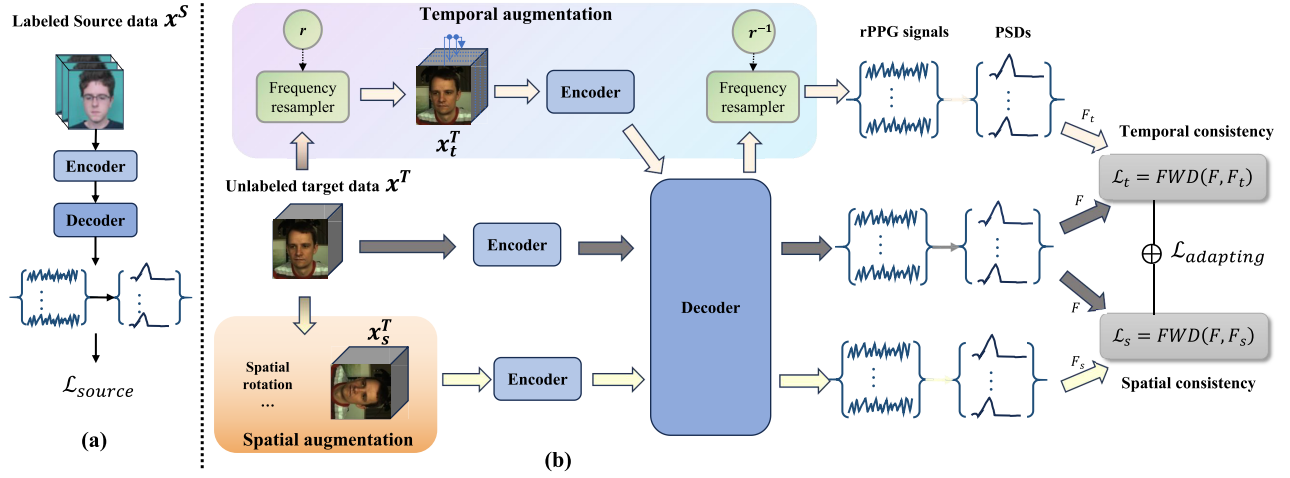 Labeled Source data x^S
Encoder
Decoder
ℒ_source
(a)
Temporal augmentation
r
Frequency
resampler
x_t^T
Encoder
r⁻¹
Frequency
resampler
rPPG signals
PSDs
F_t
Temporal consistency
ℒ_t = FWD(F, F_t)
Unlabeled target data x^T
Encoder
Decoder
F
F
⊕ ℒ_adapting
ℒ_s = FWD(F, F_s)
F_s
Spatial consistency
x_s^T
Spatial
rotation
...
Encoder
Spatial augmentation
(b)